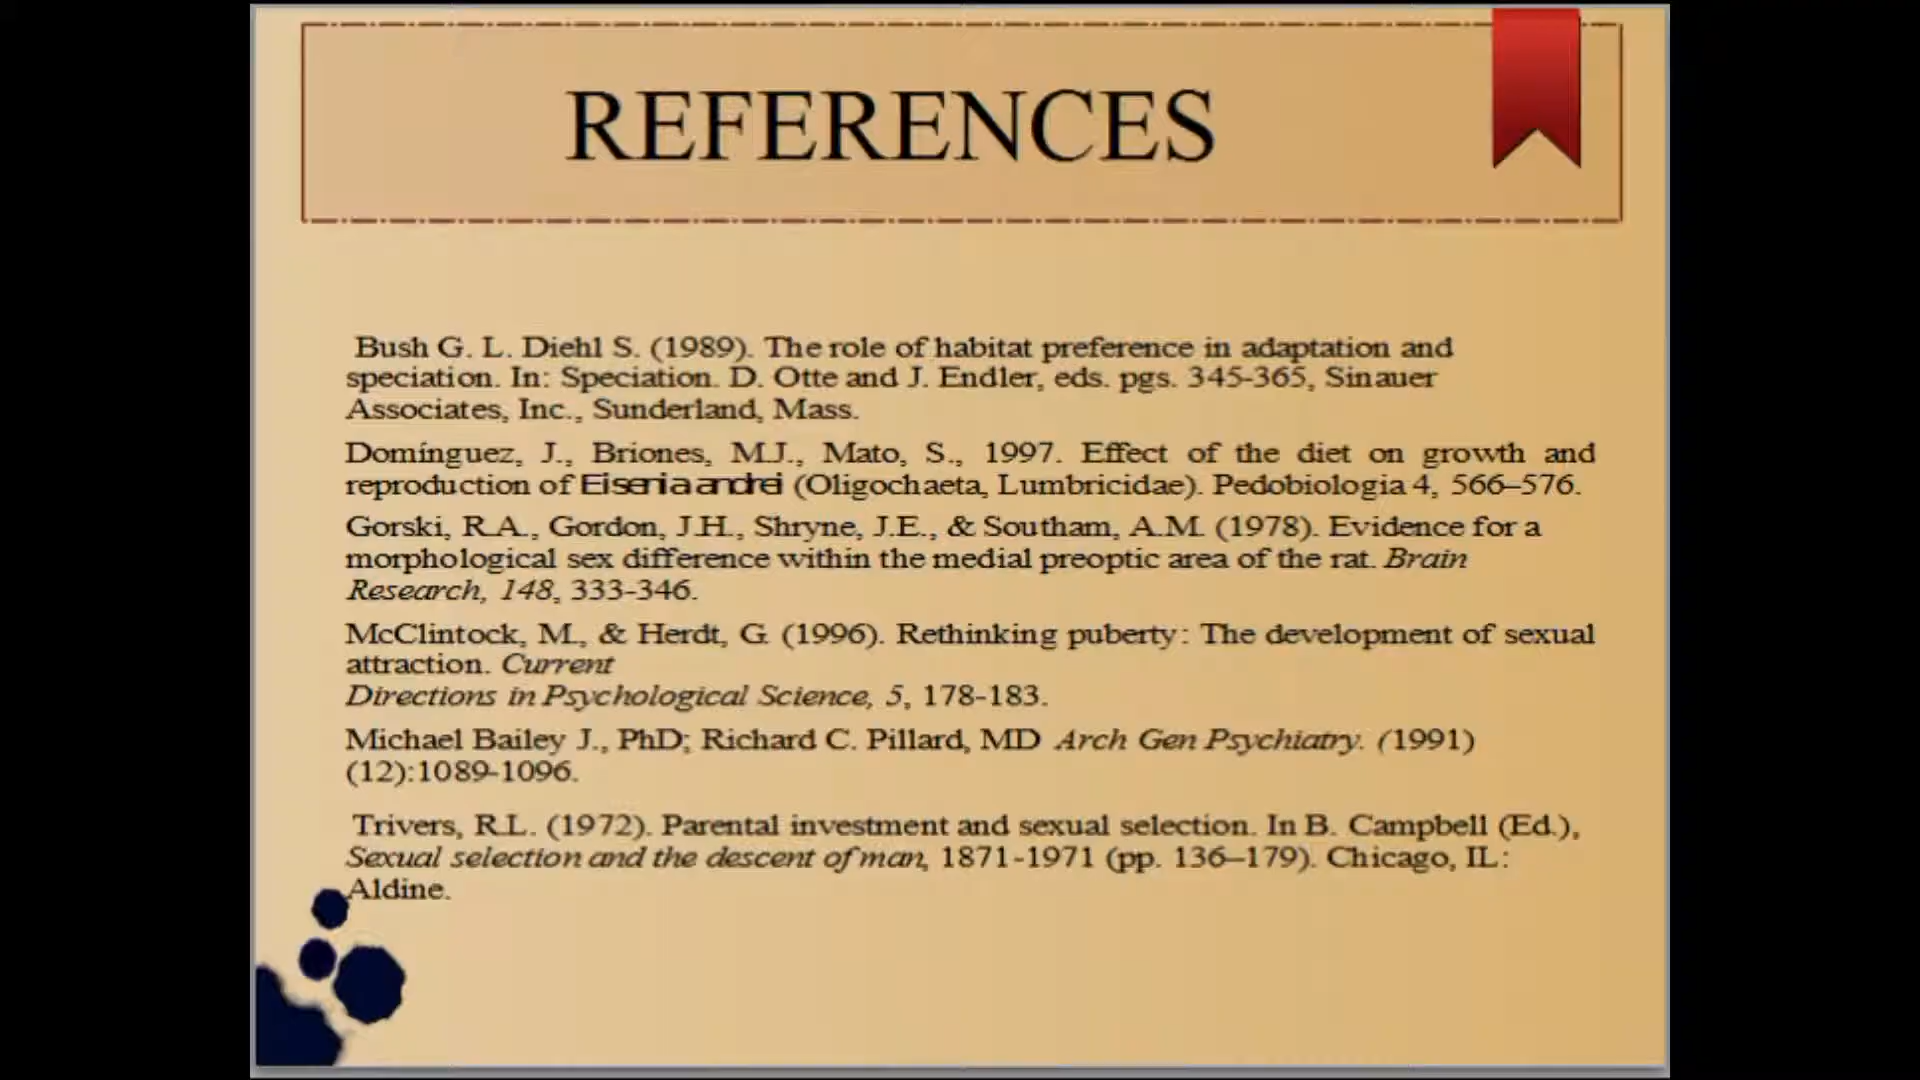 REFERENCES
Bush G. L. Diehl S. (1989). The role of habitat preference in adaptation and
speciation. In: Speciation. D. Otte and J. Endler, eds. pgs. 345-365, Sinauer
Associates, Inc., Sunderland, Mass.
Domínguez, J., Briones, M.J., Mato, S., 1997. Effect of the diet on growth and
reproduction of Eisenia andrei (Oligochaeta, Lumbricidae). Pedobiologia 4, 566–576.
Gorski, R.A., Gordon, J.H., Shryne, J.E., & Southam, A.M. (1978). Evidence for a
morphological sex difference within the medial preoptic area of the rat. Brain
Research, 148, 333-346.
McClintock, M., & Herdt, G. (1996). Rethinking puberty: The development of sexual
attraction. Current
Directions in Psychological Science, 5, 178-183.
Michael Bailey J., PhD; Richard C. Pillard, MD Arch Gen Psychiatry. (1991)
(12):1089-1096.
Trivers, R.L. (1972). Parental investment and sexual selection. In B. Campbell (Ed.),
Sexual selection and the descent of man, 1871-1971 (pp. 136–179). Chicago, IL:
Aldine.